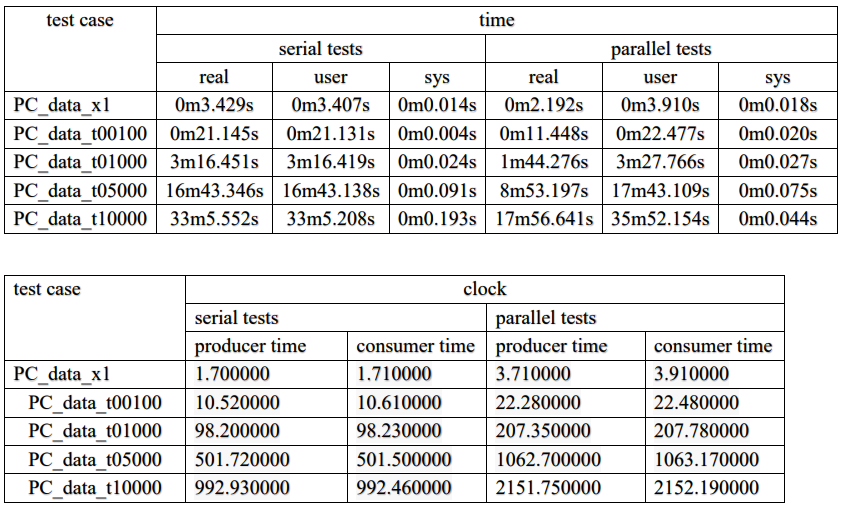 test case time
serial tests parallel tests
real user sys real user sys
PC_data_x1 0m3.429s 0m3.407s 0m0.014s 0m2.192s 0m3.910s 0m0.018s
PC_data_t00100 0m21.145s 0m21.131s 0m0.004s 0m11.448s 0m22.477s 0m0.020s
PC_data_t01000 3m16.451s 3m16.419s 0m0.024s 1m44.276s 3m27.766s 0m0.027s
PC_data_t05000 16m43.346s 16m43.138s 0m0.091s 8m53.197s 17m43.109s 0m0.075s
PC_data_t10000 33m5.552s 33m5.208s 0m0.193s 17m56.641s 35m52.154s 0m0.044s
test case clock
serial tests parallel tests
producer time consumer time producer time consumer time
PC_data_x1 1.700000 1.710000 3.710000 3.910000
PC_data_t00100 10.520000 10.610000 22.280000 22.480000
PC_data_t01000 98.200000 98.230000 207.350000 207.780000
PC_data_t05000 501.720000 501.500000 1062.700000 1063.170000
PC_data_t10000 992.930000 992.460000 2151.750000 2152.190000